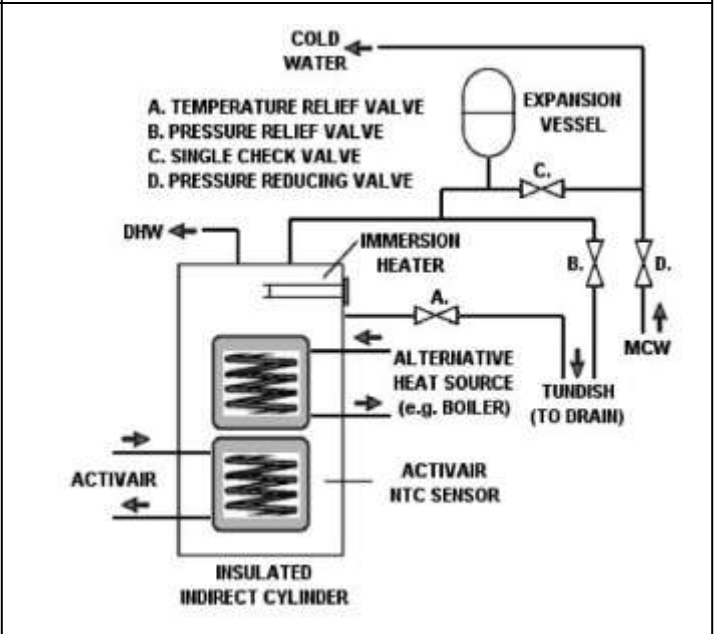 COLD
WATER
A. TEMPERATURE RELIEF VALVE
B. PRESSURE RELIEF VALVE
C. SINGLE CHECK VALVE
D. PRESSURE REDUCING VALVE
EXPANSION
VESSEL
C.
DHW
IMMERSION
HEATER
B.
D.
A.
MCW
ALTERNATIVE
HEAT SOURCE
(e.g. BOILER)
TUNDISH
(TO DRAIN)
ACTIVAIR
ACTIVAIR
NTC SENSOR
INSULATED
INDIRECT CYLINDER